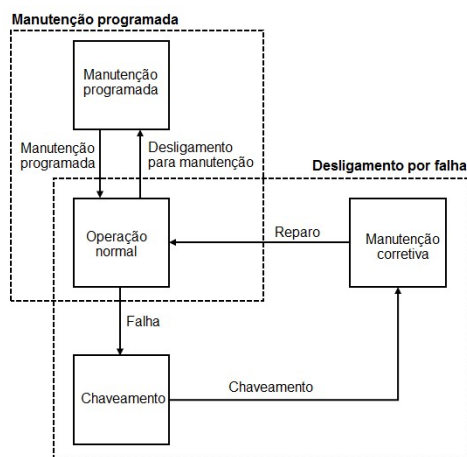 Manutenção programada
Manutenção
programada
Manutenção
programada
Desligamento
para manutenção
Desligamento por falha
Operação
normal
Reparo
Manutenção
corretiva
Falha
Chaveamento
Chaveamento